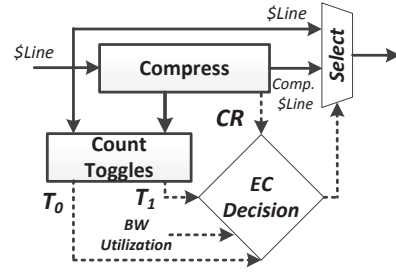 $Line
$Line
Compress
Select
Comp.
$Line
CR
Count
Toggles
T0
T1
EC
Decision
BW
Utilization